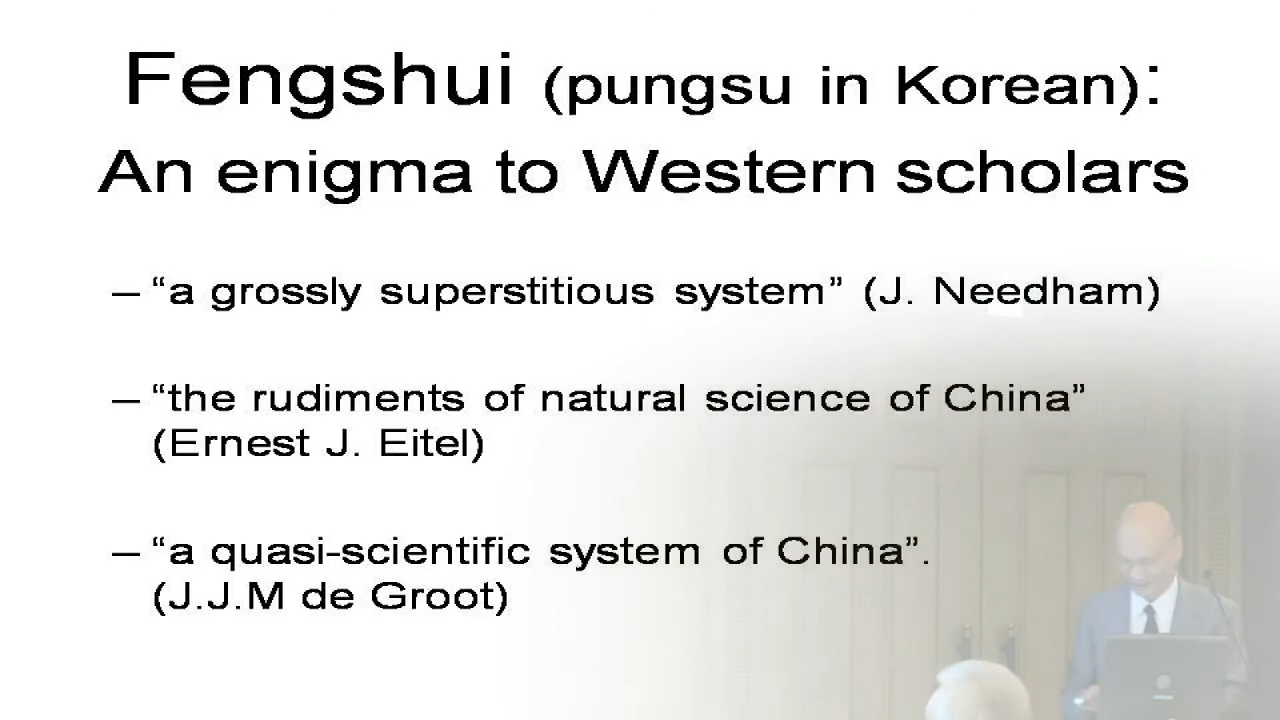 Fengshui (pungsu in Korean):
An enigma to Western scholars
– “a grossly superstitious system” (J. Needham)
– “the rudiments of natural science of China”
(Ernest J. Eitel)
– “a quasi-scientific system of China”.
(J.J.M de Groot)